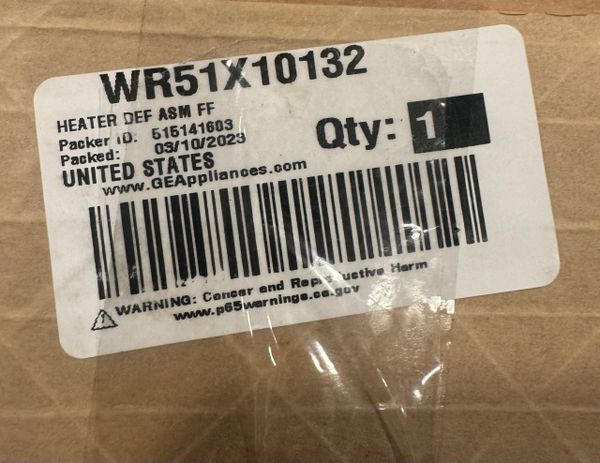 WR51X10132
HEATER DEF ASM FF
Packer ID: 515141603
Packed: 03/10/2023
Qty: 1
UNITED STATES
www.GEAppliances.com
WARNING: Cancer and Reproductive Harm
www.p65warnings.ca.gov